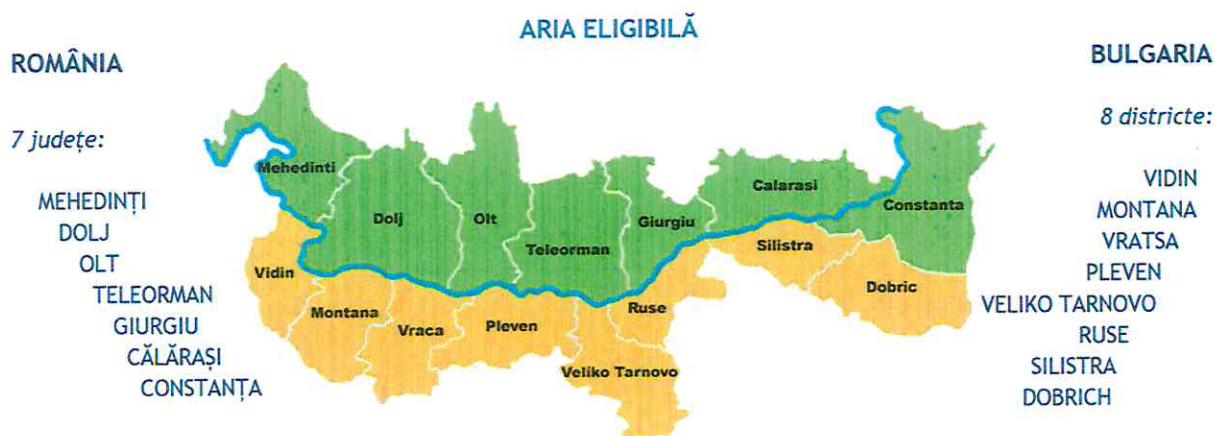 ARIA ELIGIBILĂ
ROMÂNIA
7 județe:
MEHEDINȚI
DOLJ
OLT
TELEORMAN
GIURGIU
CĂLĂRAȘI
CONSTANȚA
Mehedinti
Dolj
Olt
Teleorman
Giurgiu
Calarasi
Constanta
Vidin
Montana
Vraca
Pleven
Veliko Tarnovo
Ruse
Silistra
Dobric
BULGARIA
8 districte:
VIDIN
MONTANA
VRATSA
PLEVEN
VELIKO TARNOVO
RUSE
SILISTRA
DOBRICH